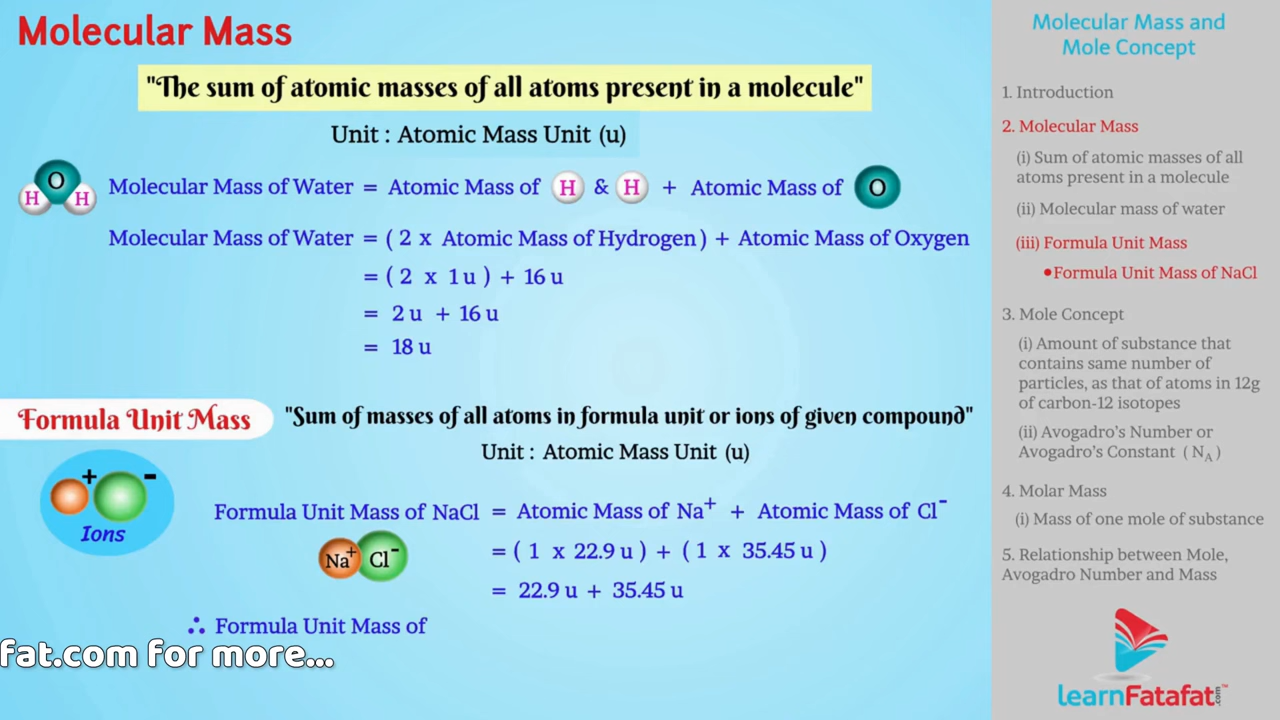 Molecular Mass
"The sum of atomic masses of all atoms present in a molecule"
Unit : Atomic Mass Unit (u)
O
H H
Molecular Mass of Water = Atomic Mass of H & H + Atomic Mass of O
Molecular Mass of Water = ( 2 x Atomic Mass of Hydrogen ) + Atomic Mass of Oxygen
= ( 2 x 1 u ) + 16 u
= 2 u + 16 u
= 18 u
Formula Unit Mass
"Sum of masses of all atoms in formula unit or ions of given compound"
Unit : Atomic Mass Unit (u)
+ -
Ions
Formula Unit Mass of NaCl = Atomic Mass of Na⁺ + Atomic Mass of Cl⁻
Na⁺ Cl⁻
= ( 1 x 22.9 u ) + ( 1 x 35.45 u )
= 22.9 u + 35.45 u
∴ Formula Unit Mass of
fat.com for more...
Molecular Mass and
Mole Concept
1. Introduction
2. Molecular Mass
(i) Sum of atomic masses of all
atoms present in a molecule
(ii) Molecular mass of water
(iii) Formula Unit Mass
•Formula Unit Mass of NaCl
3. Mole Concept
(i) Amount of substance that
contains same number of
particles, as that of atoms in 12g
of carbon-12 isotopes
(ii) Avogadro's Number or
Avogadro's Constant ( N_A )
4. Molar Mass
(i) Mass of one mole of substance
5. Relationship between Mole,
Avogadro Number and Mass
learnFatafat.com™